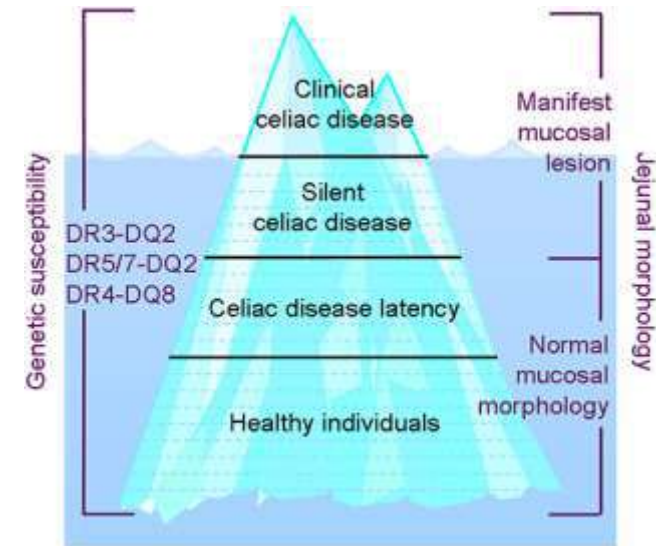 Clinical
celiac disease
Manifest
mucosal
lesion
Silent
celiac disease
Genetic susceptibility
DR3-DQ2
DR5/7-DQ2
DR4-DQ8
Jejunal morphology
Celiac disease latency
Normal
mucosal
morphology
Healthy individuals